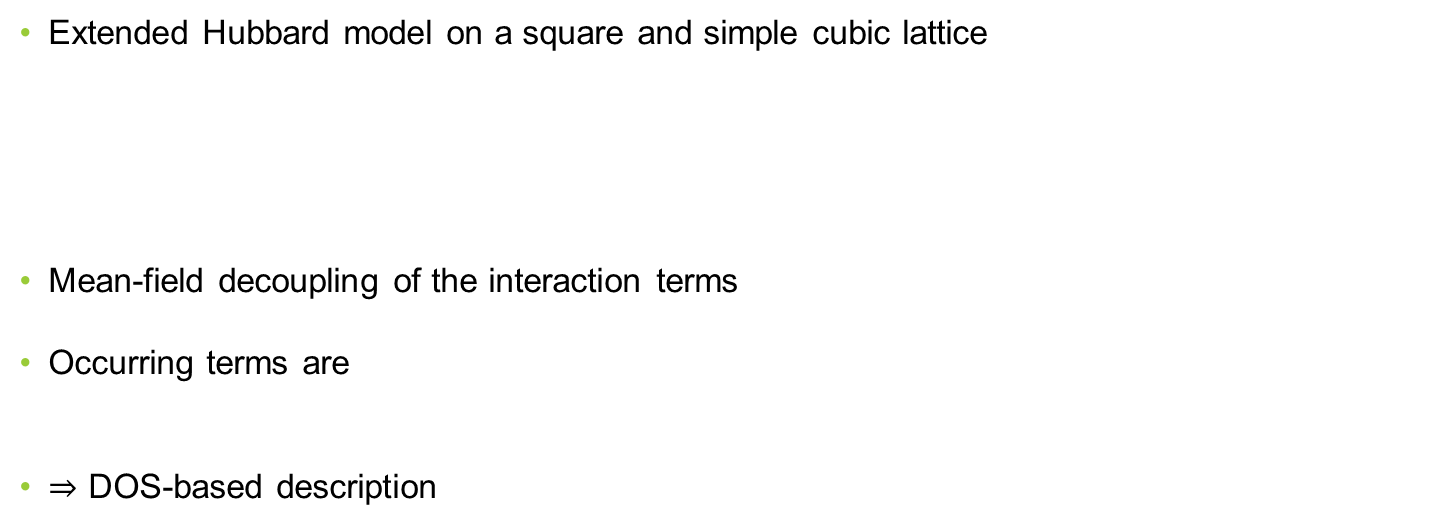 • Extended Hubbard model on a square and simple cubic lattice
• Mean-field decoupling of the interaction terms
• Occurring terms are
• ⇒ DOS-based description